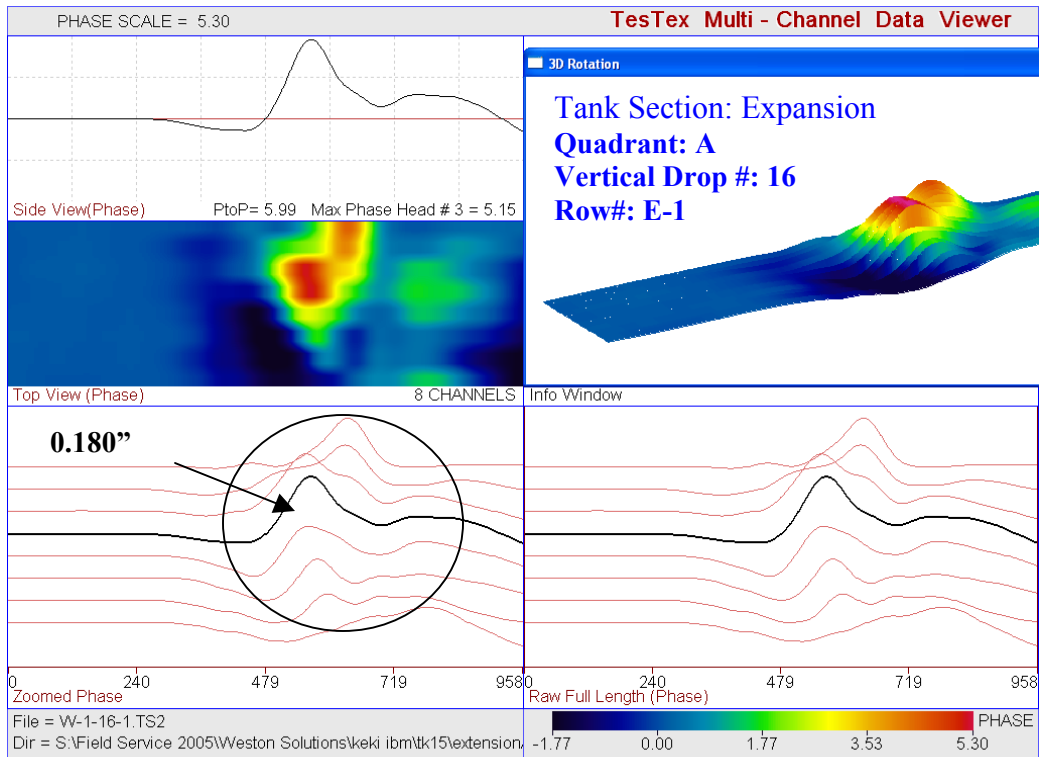 PHASE SCALE = 5.30
TesTex Multi - Channel Data Viewer
3D Rotation
Tank Section: Expansion
Quadrant: A
Vertical Drop #: 16
Row#: E-1
Side View(Phase) PtoP= 5.99 Max Phase Head # 3 = 5.15
Top View (Phase) 8 CHANNELS
Info Window
0.180”
0 240 479 719 9580
Zoomed Phase
240 479 719 958
Raw Full Length (Phase)
File = W-1-16-1.TS2
Dir = S:\Field Service 2005\Weston Solutions\keki ibm\tk15\extension
PHASE
-1.77 0.00 1.77 3.53 5.30